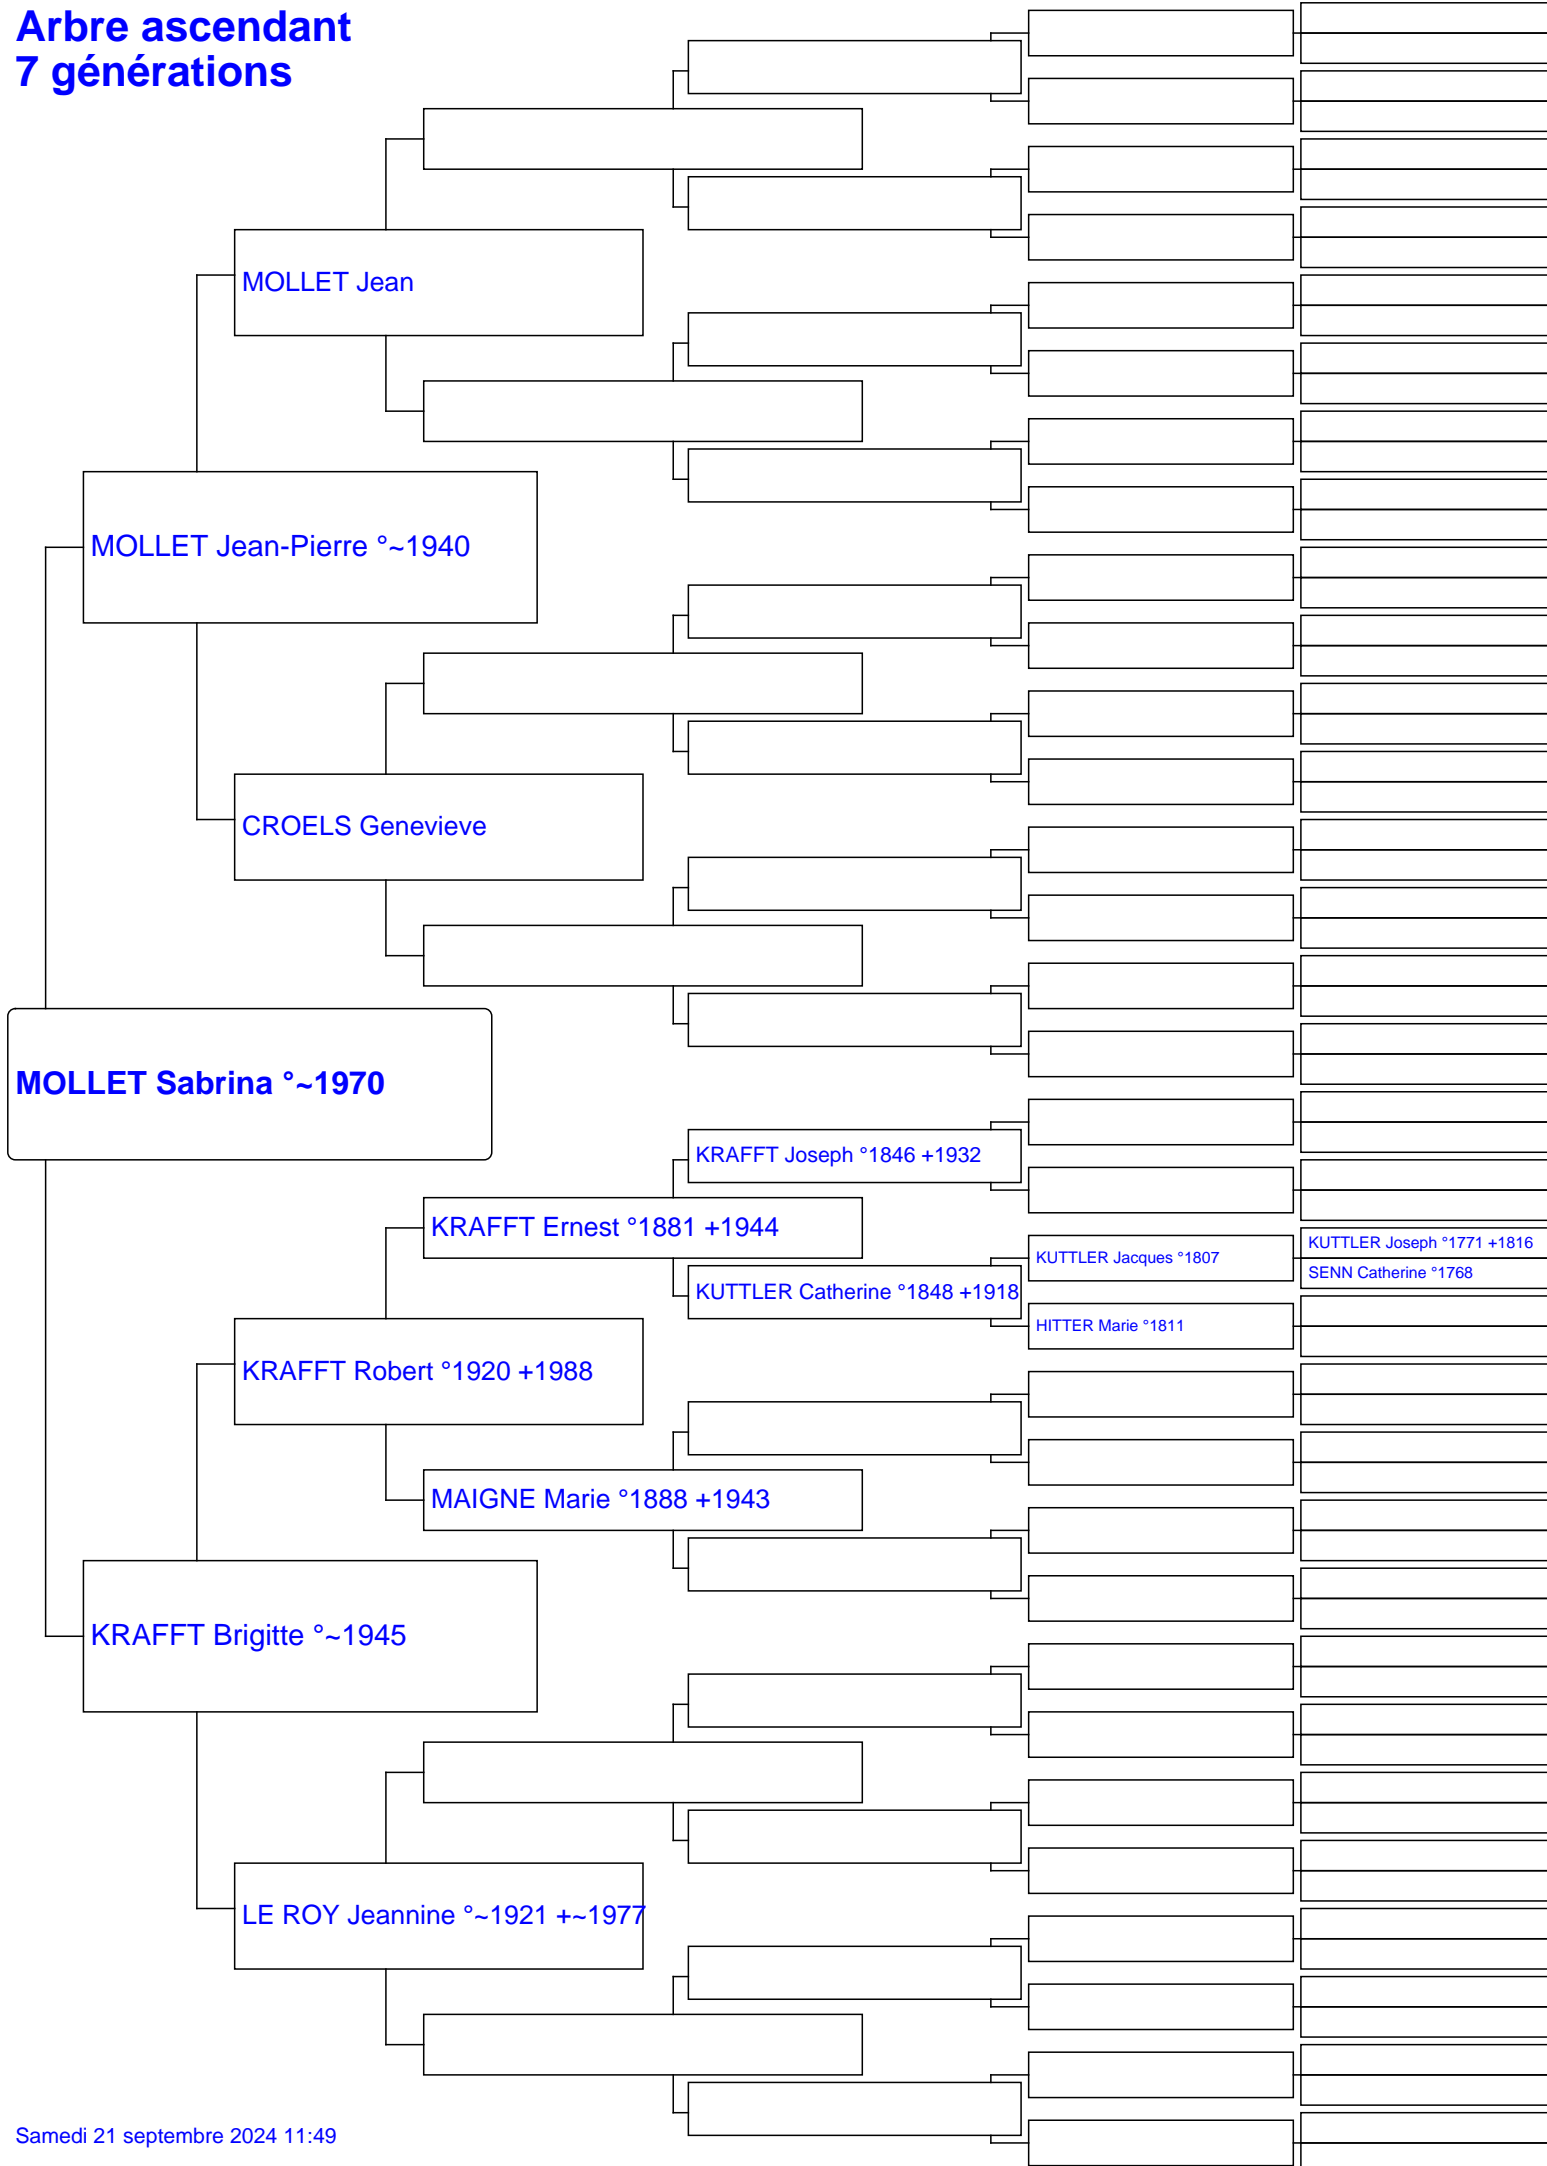 Arbre ascendant
7 générations
MOLLET Jean
MOLLET Jean-Pierre °~1940
CROELS Genevieve
MOLLET Sabrina °~1970
KRAFFT Joseph °1846 +1932
KRAFFT Ernest °1881 +1944
KUTTLER Jacques °1807
KUTTLER Joseph °1771 +1816
SENN Catherine °1768
KUTTLER Catherine °1848 +1918
HITTER Marie °1811
KRAFFT Robert °1920 +1988
MAIGNE Marie °1888 +1943
KRAFFT Brigitte °~1945
LE ROY Jeannine °~1921 +~1977
Samedi 21 septembre 2024 11:49